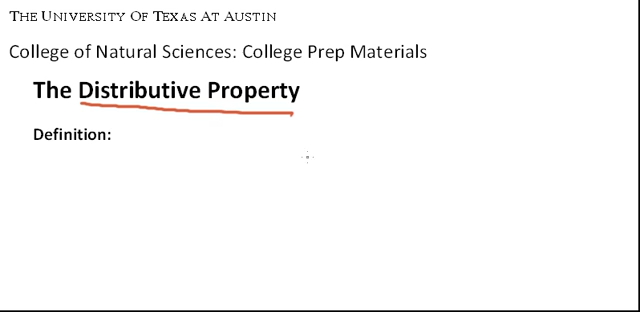 THE UNIVERSITY OF TEXAS AT AUSTIN
College of Natural Sciences: College Prep Materials
The Distributive Property
Definition: